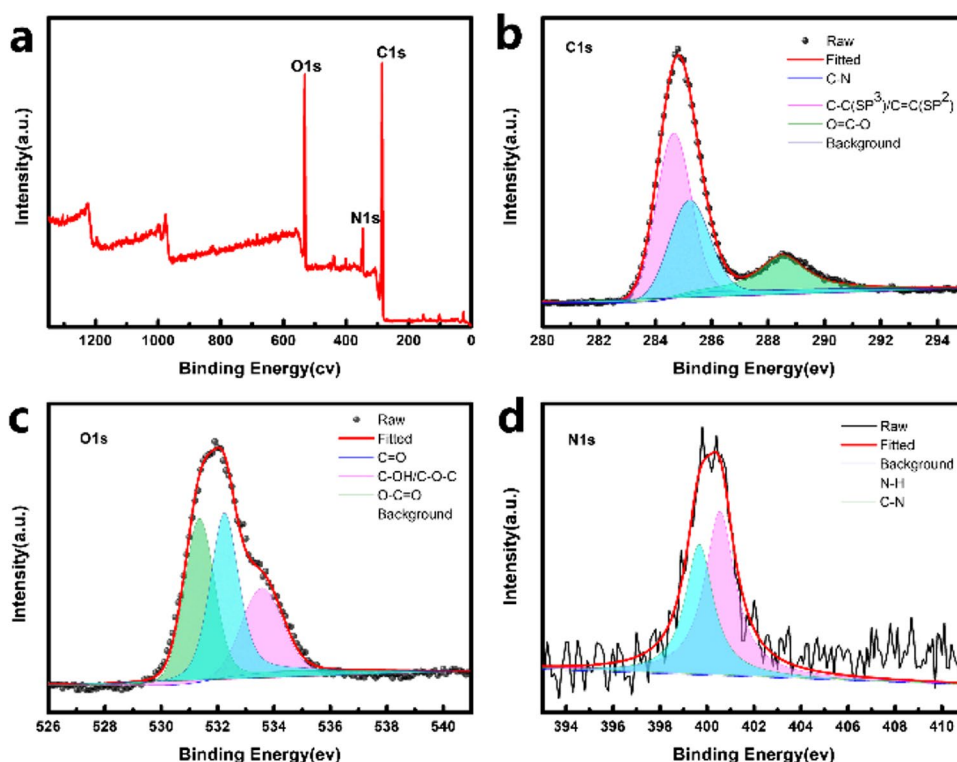 a
O1s
C1s
N1s
Intensity(a.u.)
1200 1000 800 600 400 200 0
Binding Energy(cv)
b
C1s
Raw
Fitted
C-N
C-C(SP3)/C=C(SP2)
O=C-O
Background
Intensity(a.u.)
280 282 284 286 288 290 292 294
Binding Energy(ev)
c
O1s
Raw
Fitted
C=O
C-OH/C-O-C
O-C=O
Background
Intensity(a.u.)
526 528 530 532 534 536 538 540
Binding Energy(ev)
d
N1s
Raw
Fitted
Background
N-H
C-N
Intensity(a.u.)
394 396 398 400 402 404 406 408 410
Binding Energy(ev)